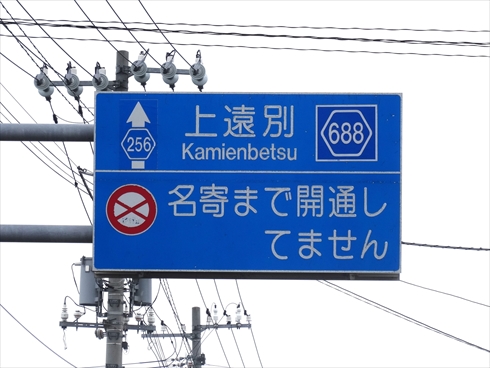 256
上遠別
Kamienbetsu
688
名寄まで開通し
てません